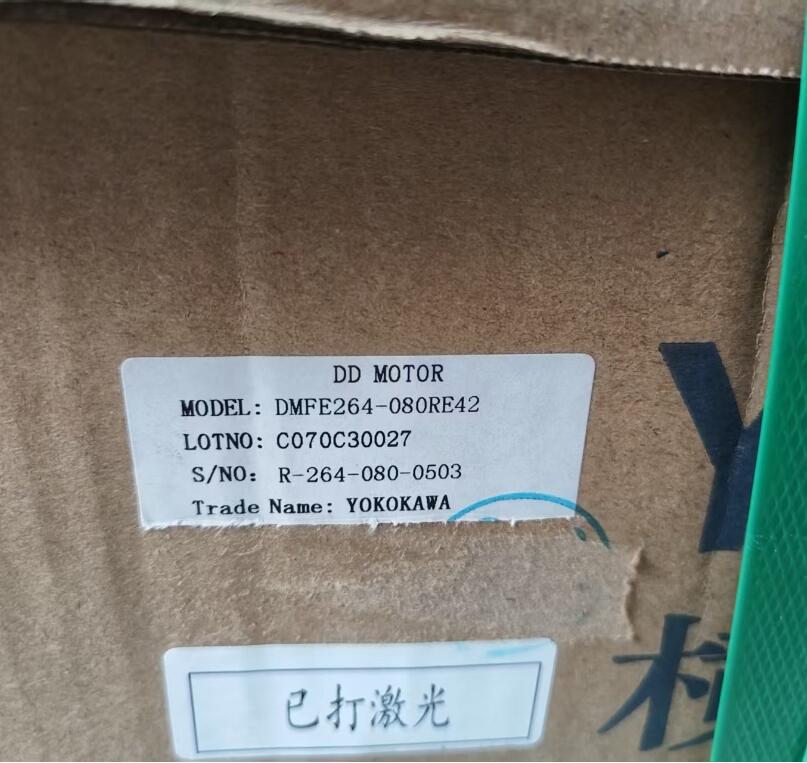 DD MOTOR
MODEL: DMFE264-080RE42
LOTNO: C070C30027
S/NO: R-264-080-0503
Trade Name: YOKOKAWA
Y
已打激光